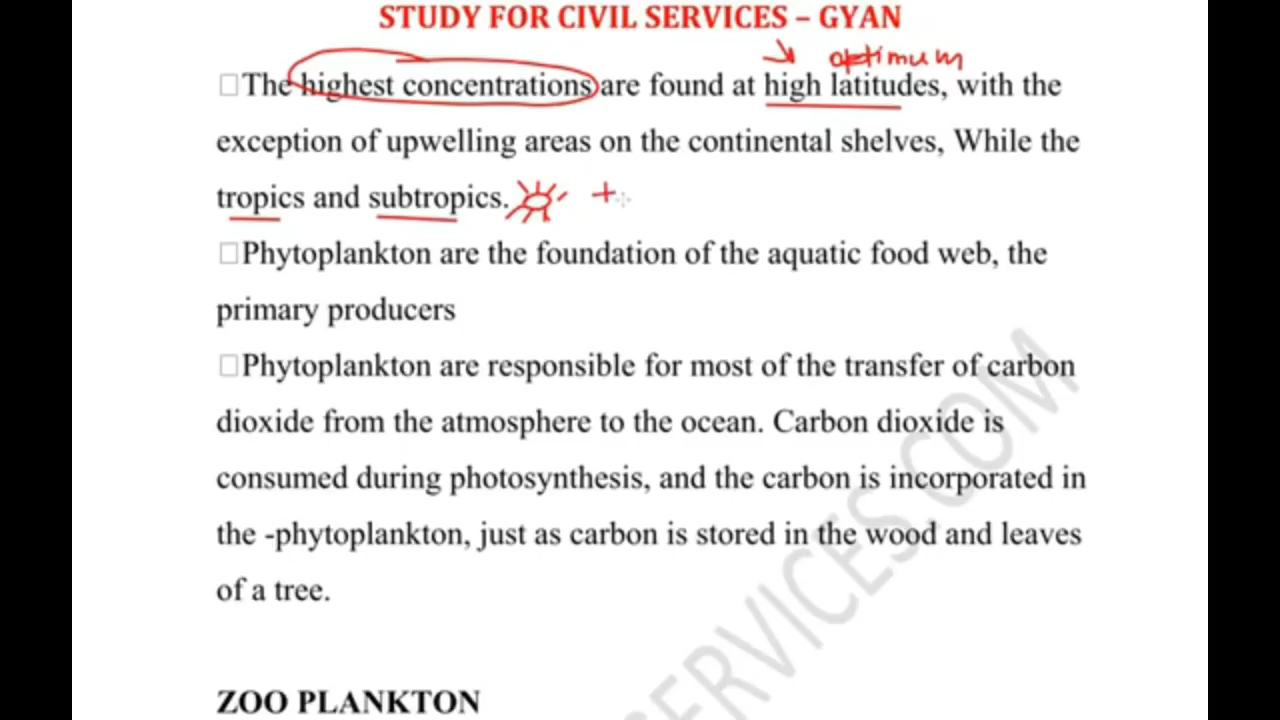 STUDY FOR CIVIL SERVICES – GYAN
optimum
The highest concentrations are found at high latitudes, with the
exception of upwelling areas on the continental shelves, While the
tropics and subtropics. +
Phytoplankton are the foundation of the aquatic food web, the
primary producers
Phytoplankton are responsible for most of the transfer of carbon
dioxide from the atmosphere to the ocean. Carbon dioxide is
consumed during photosynthesis, and the carbon is incorporated in
the -phytoplankton, just as carbon is stored in the wood and leaves
of a tree.
SERVICES.COM
ZOO PLANKTON